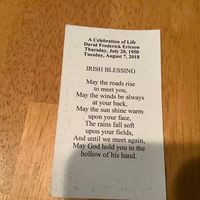 A Celebration of Life
David Frederick Ericson
Thursday, July 20, 1950
Tuesday, August 7, 2018
IRISH BLESSING
May the roads rise
to meet you,
May the winds be always
at your back,
May the sun shine warm
upon your face,
The rains fall soft
upon your fields,
And until we meet again,
May God hold you in the
hollow of his hand.